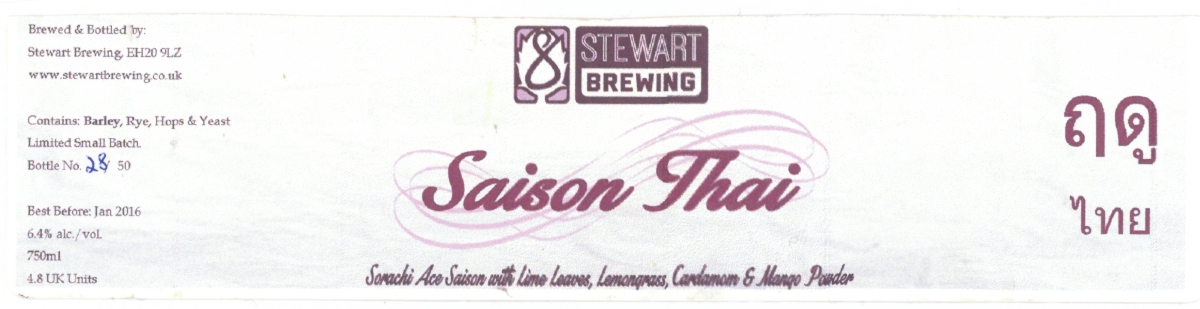 Brewed & Bottled by:
Stewart Brewing, EH20 9LZ
www.stewartbrewing.co.uk
Contains: Barley, Rye, Hops & Yeast
Limited Small Batch.
Bottle No. 28/ 50
Best Before: Jan 2016
6.4% alc./vol.
750ml
4.8 UK Units
STEWART
BREWING
Saison Thai
Sorachi Ace Saison with Lime Leaves, Lemongrass, Cardamom & Mango Powder
ฤดู
ไทย